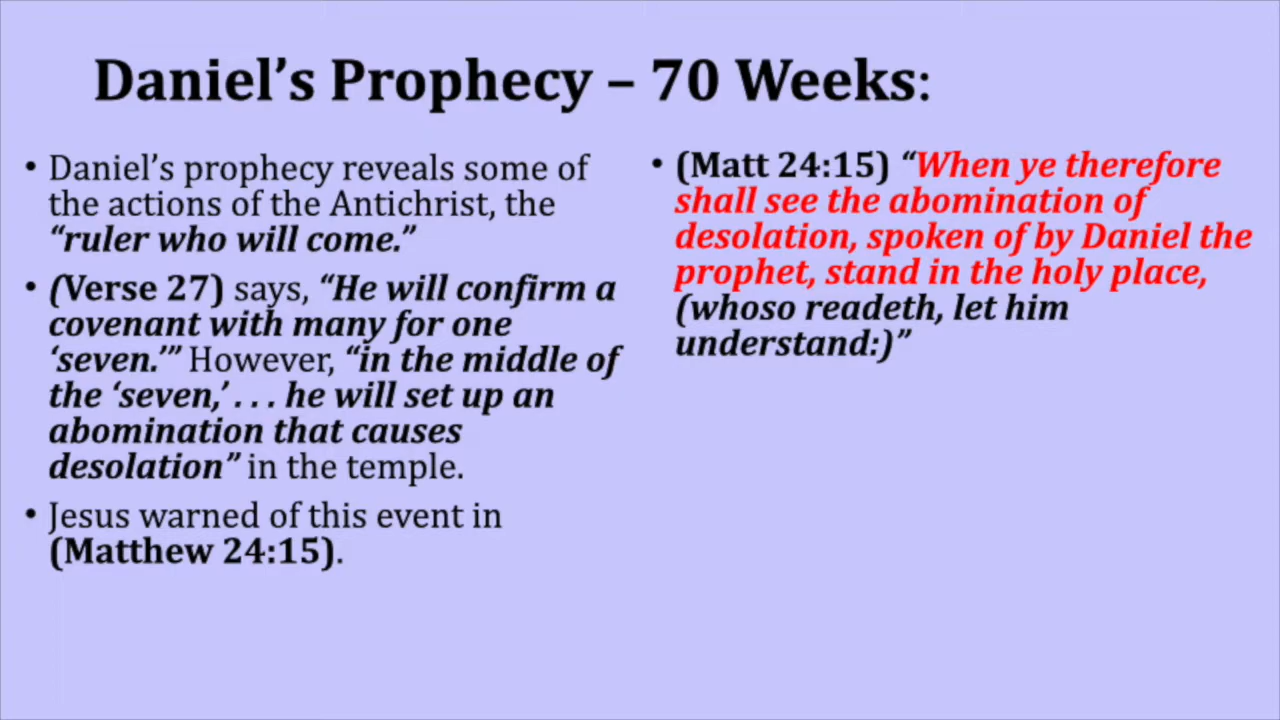 Daniel’s Prophecy – 70 Weeks:
• Daniel’s prophecy reveals some of
the actions of the Antichrist, the
“ruler who will come.”
• (Verse 27) says, “He will confirm a
covenant with many for one
‘seven.’” However, “in the middle of
the ‘seven,’ . . . he will set up an
abomination that causes
desolation” in the temple.
• Jesus warned of this event in
(Matthew 24:15).
• (Matt 24:15) “When ye therefore
shall see the abomination of
desolation, spoken of by Daniel the
prophet, stand in the holy place,
(whoso readeth, let him
understand:)”